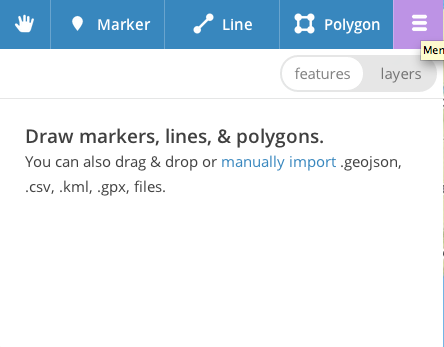 Marker Line Polygon
Men
features layers
Draw markers, lines, & polygons.
You can also drag & drop or manually import .geojson,
.csv, .kml, .gpx, files.